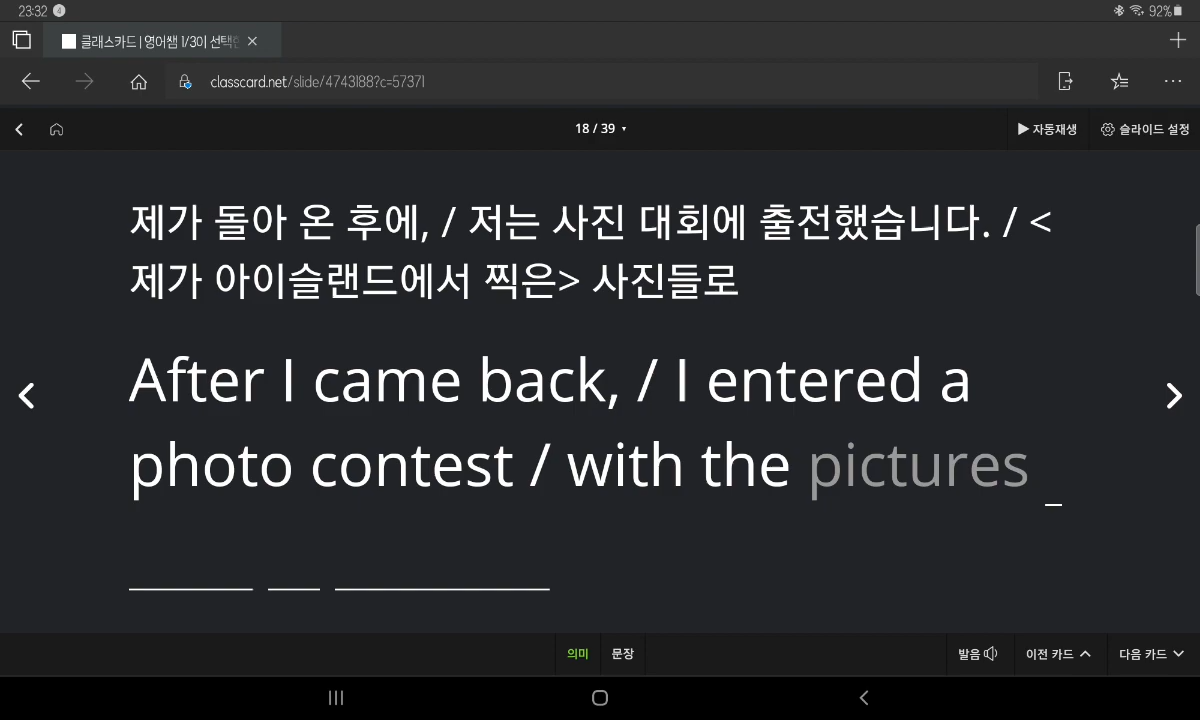 23:32 4 92%
클래스카드 | 영어쌤 1/3이 선택한
classcard.net/slide/4743188?c=57371
18 / 39 자동재생 슬라이드 설정
제가 돌아 온 후에, / 저는 사진 대회에 출전했습니다. / <
제가 아이슬랜드에서 찍은> 사진들로
After I came back, / I entered a
photo contest / with the pictures _
의미 문장 발음 이전 카드 다음 카드